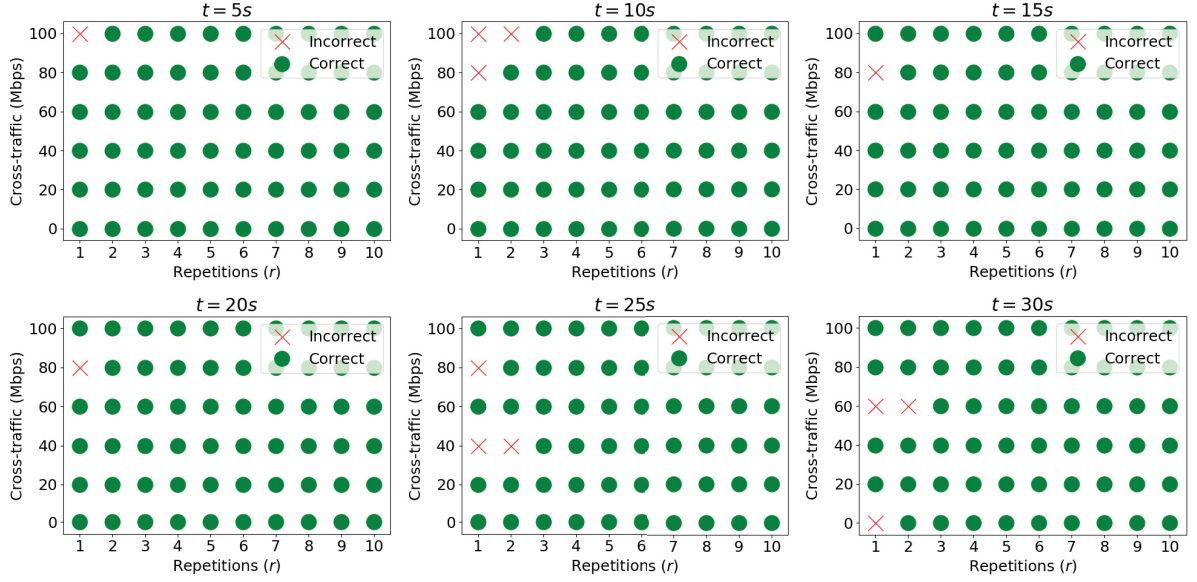 t = 5s
Cross-traffic (Mbps)
100
80
60
40
20
0
Incorrect
Correct
1 2 3 4 5 6 7 8 9 10
Repetitions (r)
t = 10s
Cross-traffic (Mbps)
100
80
60
40
20
0
Incorrect
Correct
1 2 3 4 5 6 7 8 9 10
Repetitions (r)
t = 15s
Cross-traffic (Mbps)
100
80
60
40
20
0
Incorrect
Correct
1 2 3 4 5 6 7 8 9 10
Repetitions (r)
t = 20s
Cross-traffic (Mbps)
100
80
60
40
20
0
Incorrect
Correct
1 2 3 4 5 6 7 8 9 10
Repetitions (r)
t = 25s
Cross-traffic (Mbps)
100
80
60
40
20
0
Incorrect
Correct
1 2 3 4 5 6 7 8 9 10
Repetitions (r)
t = 30s
Cross-traffic (Mbps)
100
80
60
40
20
0
Incorrect
Correct
1 2 3 4 5 6 7 8 9 10
Repetitions (r)